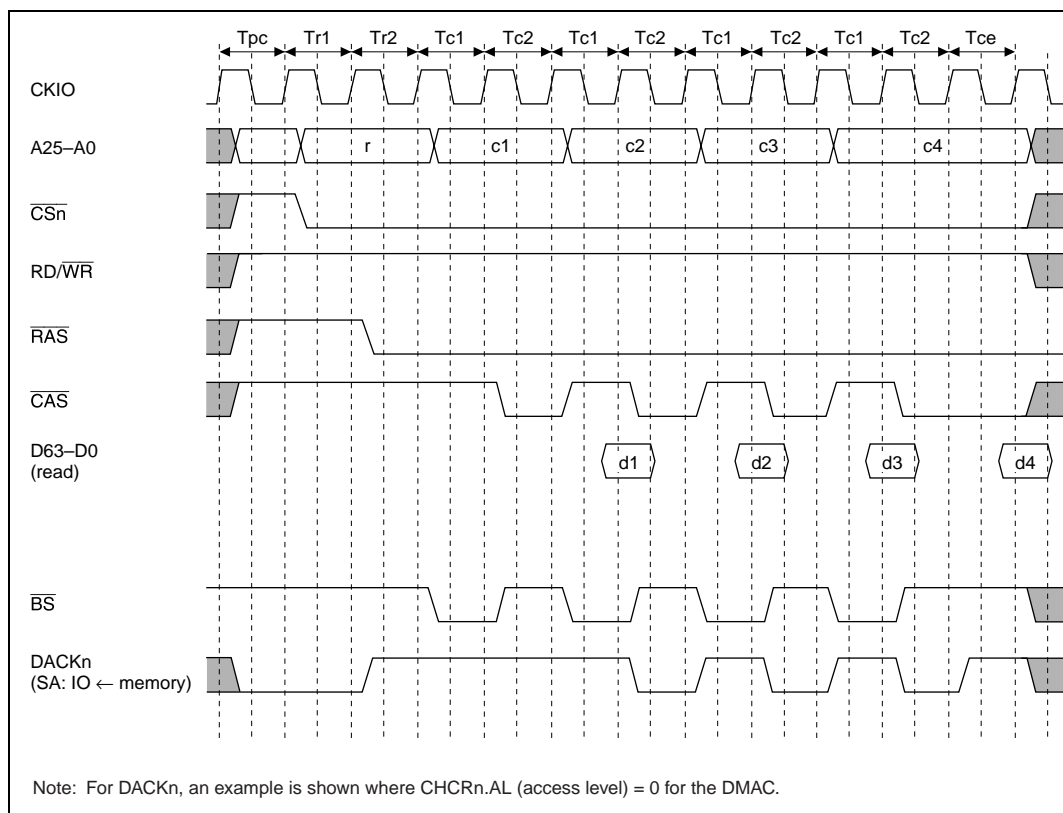 Tpc Tr1 Tr2 Tc1 Tc2 Tc1 Tc2 Tc1 Tc2 Tc1 Tc2 Tce
CKIO
A25–A0 r c1 c2 c3 c4
CSn
RD/WR
RAS
CAS
D63–D0
(read) d1 d2 d3 d4
BS
DACKn
(SA: IO ← memory)
Note: For DACKn, an example is shown where CHCRn.AL (access level) = 0 for the DMAC.